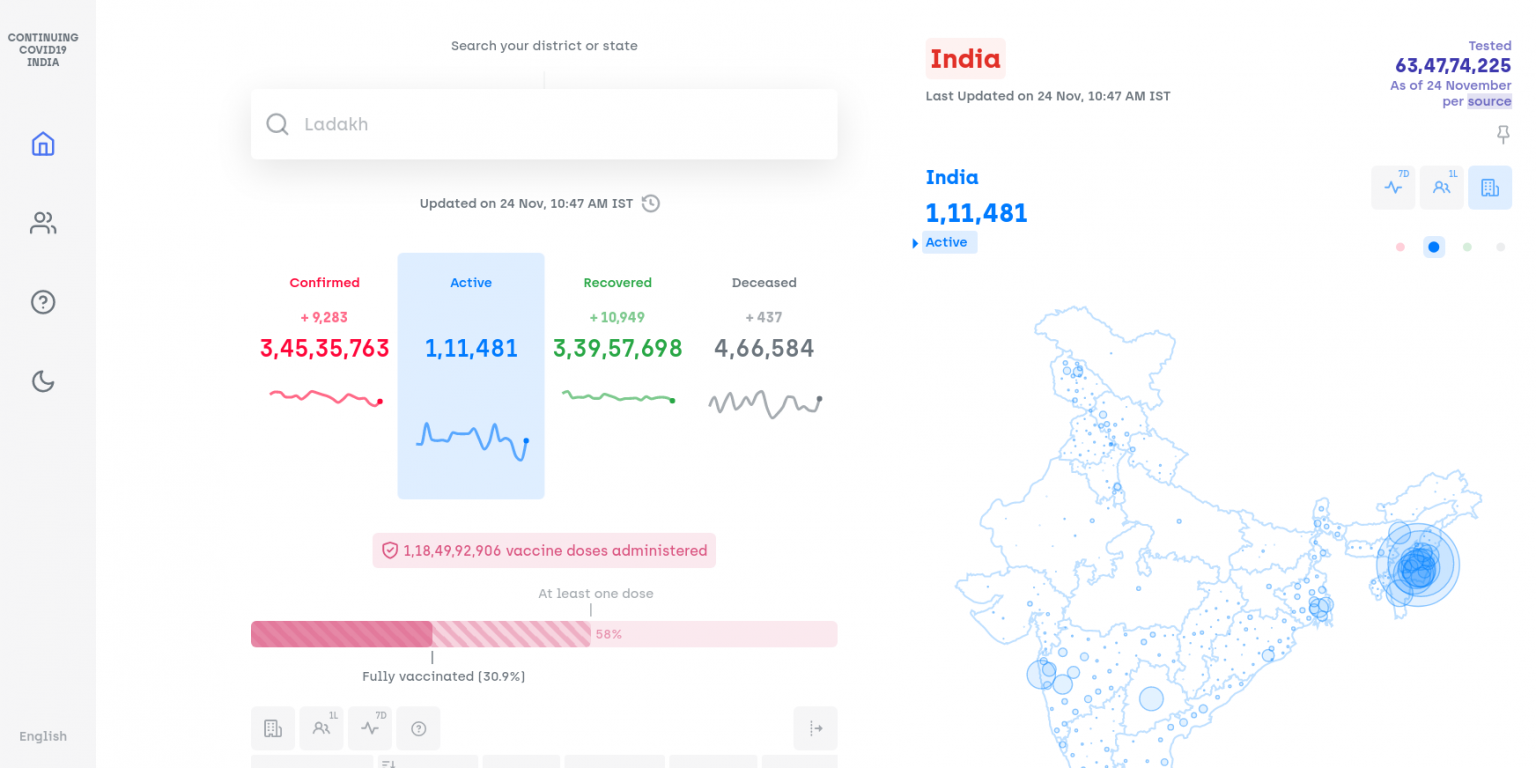 CONTINUING
COVID19
INDIA
English
Search your district or state
Ladakh
Updated on 24 Nov, 10:47 AM IST
Confirmed
+ 9,283
3,45,35,763
Active
1,11,481
Recovered
+ 10,949
3,39,57,698
Deceased
+ 437
4,66,584
1,18,49,92,906 vaccine doses administered
At least one dose
58%
Fully vaccinated (30.9%)
1L
7D
India
Last Updated on 24 Nov, 10:47 AM IST
Tested
63,47,74,225
As of 24 November
per source
India
1,11,481
Active
7D
1L